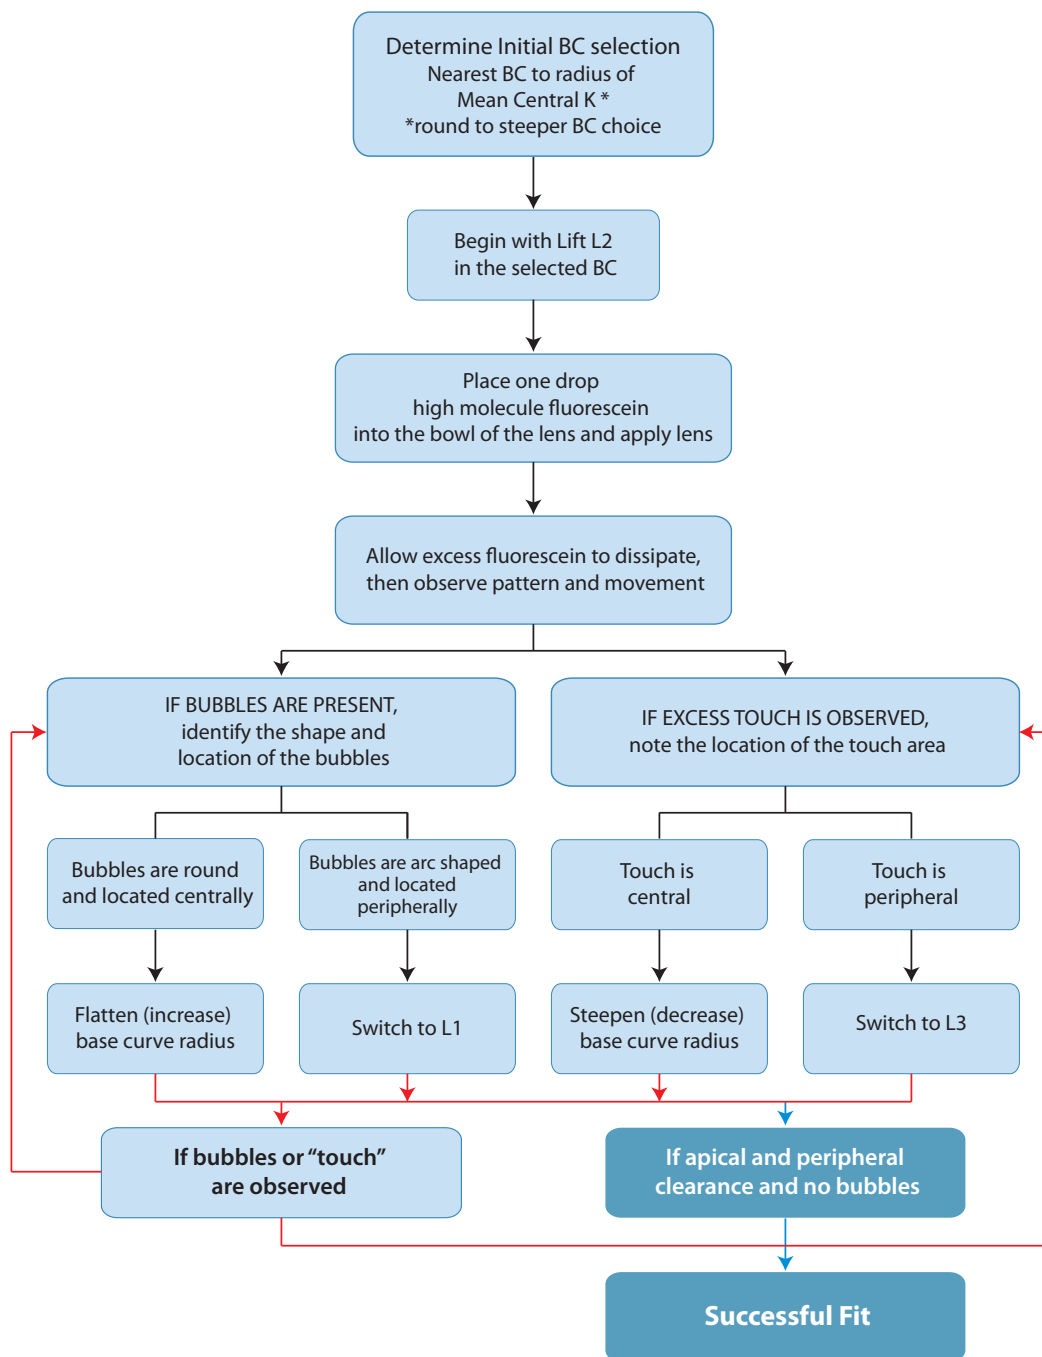 Determine Initial BC selection
Nearest BC to radius of
Mean Central K *
*round to steeper BC choice
Begin with Lift L2
in the selected BC
Place one drop
high molecule fluorescein
into the bowl of the lens and apply lens
Allow excess fluorescein to dissipate,
then observe pattern and movement
IF BUBBLES ARE PRESENT,
identify the shape and
location of the bubbles
IF EXCESS TOUCH IS OBSERVED,
note the location of the touch area
Bubbles are round
and located centrally
Bubbles are arc shaped
and located
peripherally
Touch is
central
Touch is
peripheral
Flatten (increase)
base curve radius
Switch to L1
Steepen (decrease)
base curve radius
Switch to L3
If bubbles or “touch”
are observed
If apical and peripheral
clearance and no bubbles
Successful Fit